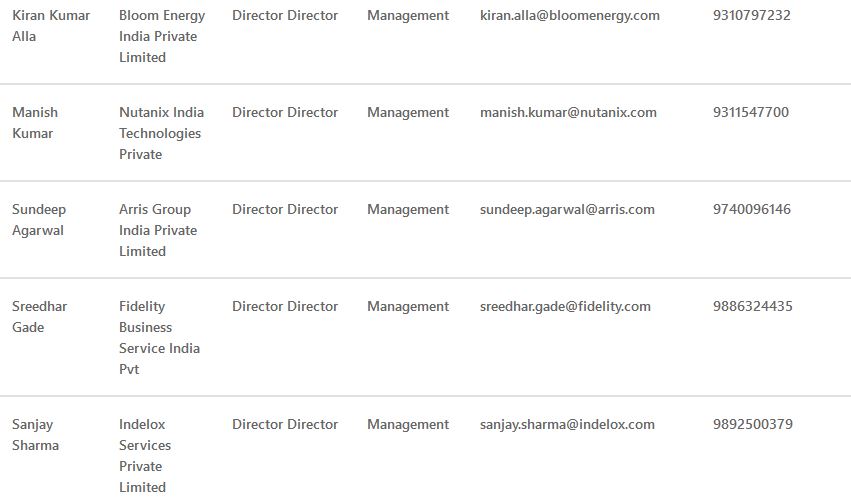 Kiran Kumar Bloom Energy Director Director Management kiran.alla@bloomenergy.com 9310797232
Alla India Private
Limited
Manish Nutanix India Director Director Management manish.kumar@nutanix.com 9311547700
Kumar Technologies
Private
Sundeep Arris Group Director Director Management sundeep.agarwal@arris.com 9740096146
Agarwal India Private
Limited
Sreedhar Fidelity Director Director Management sreedhar.gade@fidelity.com 9886324435
Gade Business
Service India
Pvt
Sanjay Indelox Director Director Management sanjay.sharma@indelox.com 9892500379
Sharma Services
Private
Limited